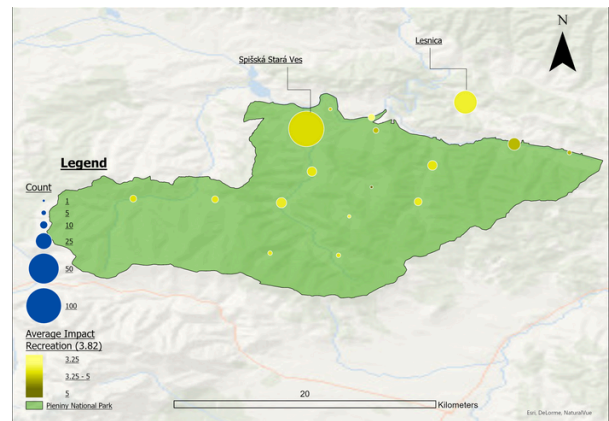 N
Lesnica
Spišská Stará Ves
Legend
Count
1
5
10
25
50
100
Average Impact
Recreation (3.82)
3.25
3.25 - 5
5
Pieniny National Park
20
Kilometers
Esri, DeLorme, NaturalVue